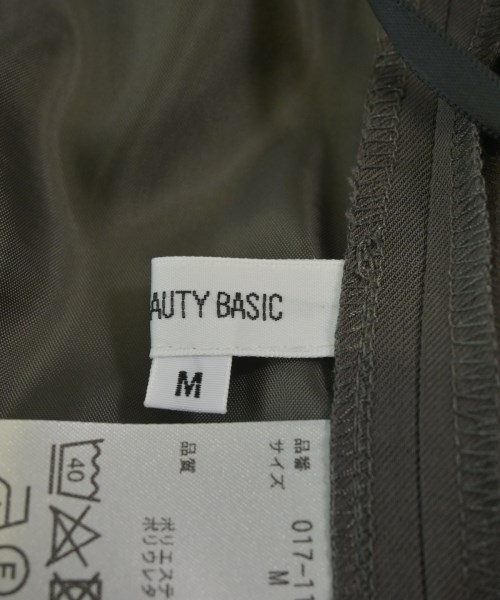 AUTY BASIC
M
品番 017-11
サイズ M
品質
ポリエステ
ポリウレタ
40
E